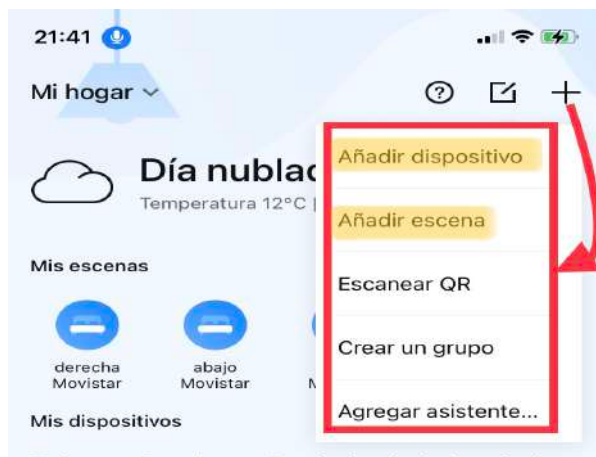 21:41
Mi hogar
Día nublad
Temperatura 12°C |
Añadir dispositivo
Añadir escena
Escanear QR
Crear un grupo
Agregar asistente...
Mis escenas
derecha
Movistar
abajo
Movistar
Mis dispositivos